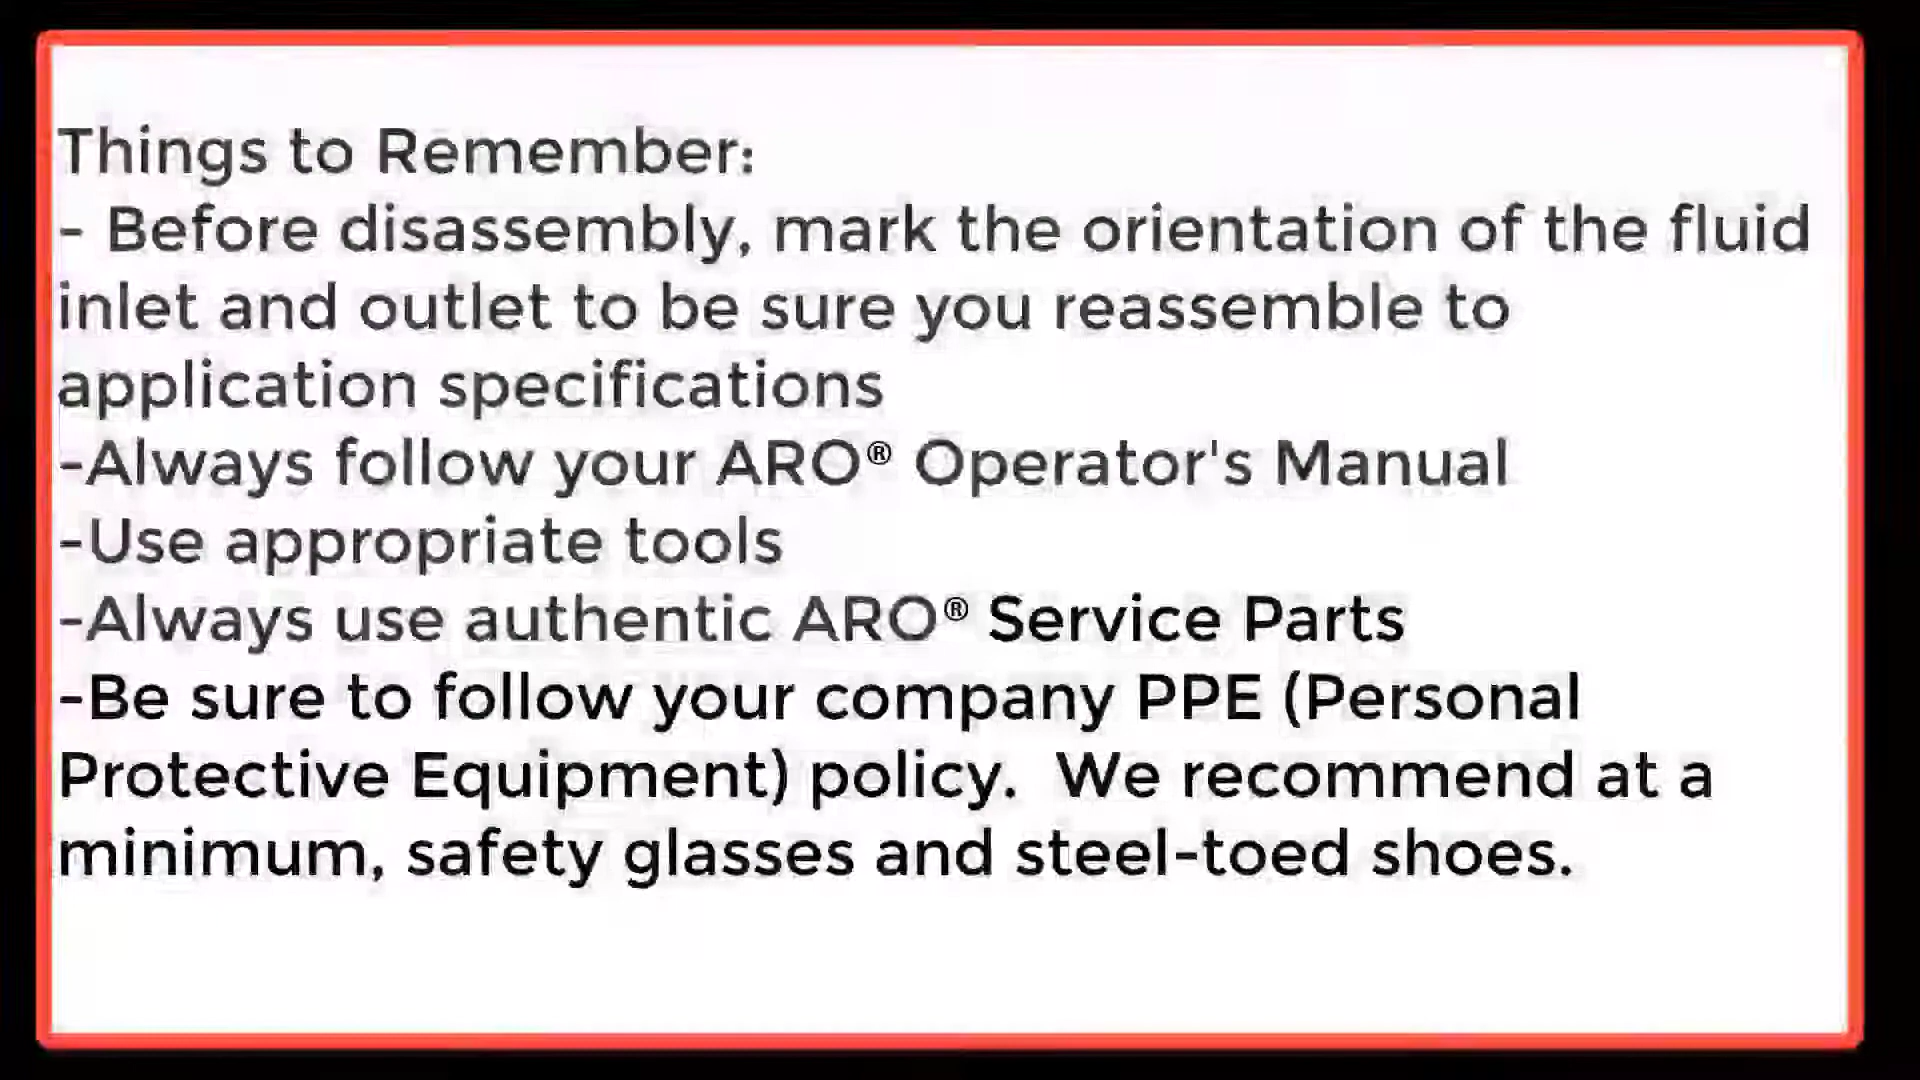 Things to Remember:
- Before disassembly, mark the orientation of the fluid
inlet and outlet to be sure you reassemble to
application specifications
-Always follow your ARO® Operator's Manual
-Use appropriate tools
-Always use authentic ARO® Service Parts
-Be sure to follow your company PPE (Personal
Protective Equipment) policy.  We recommend at a
minimum, safety glasses and steel-toed shoes.